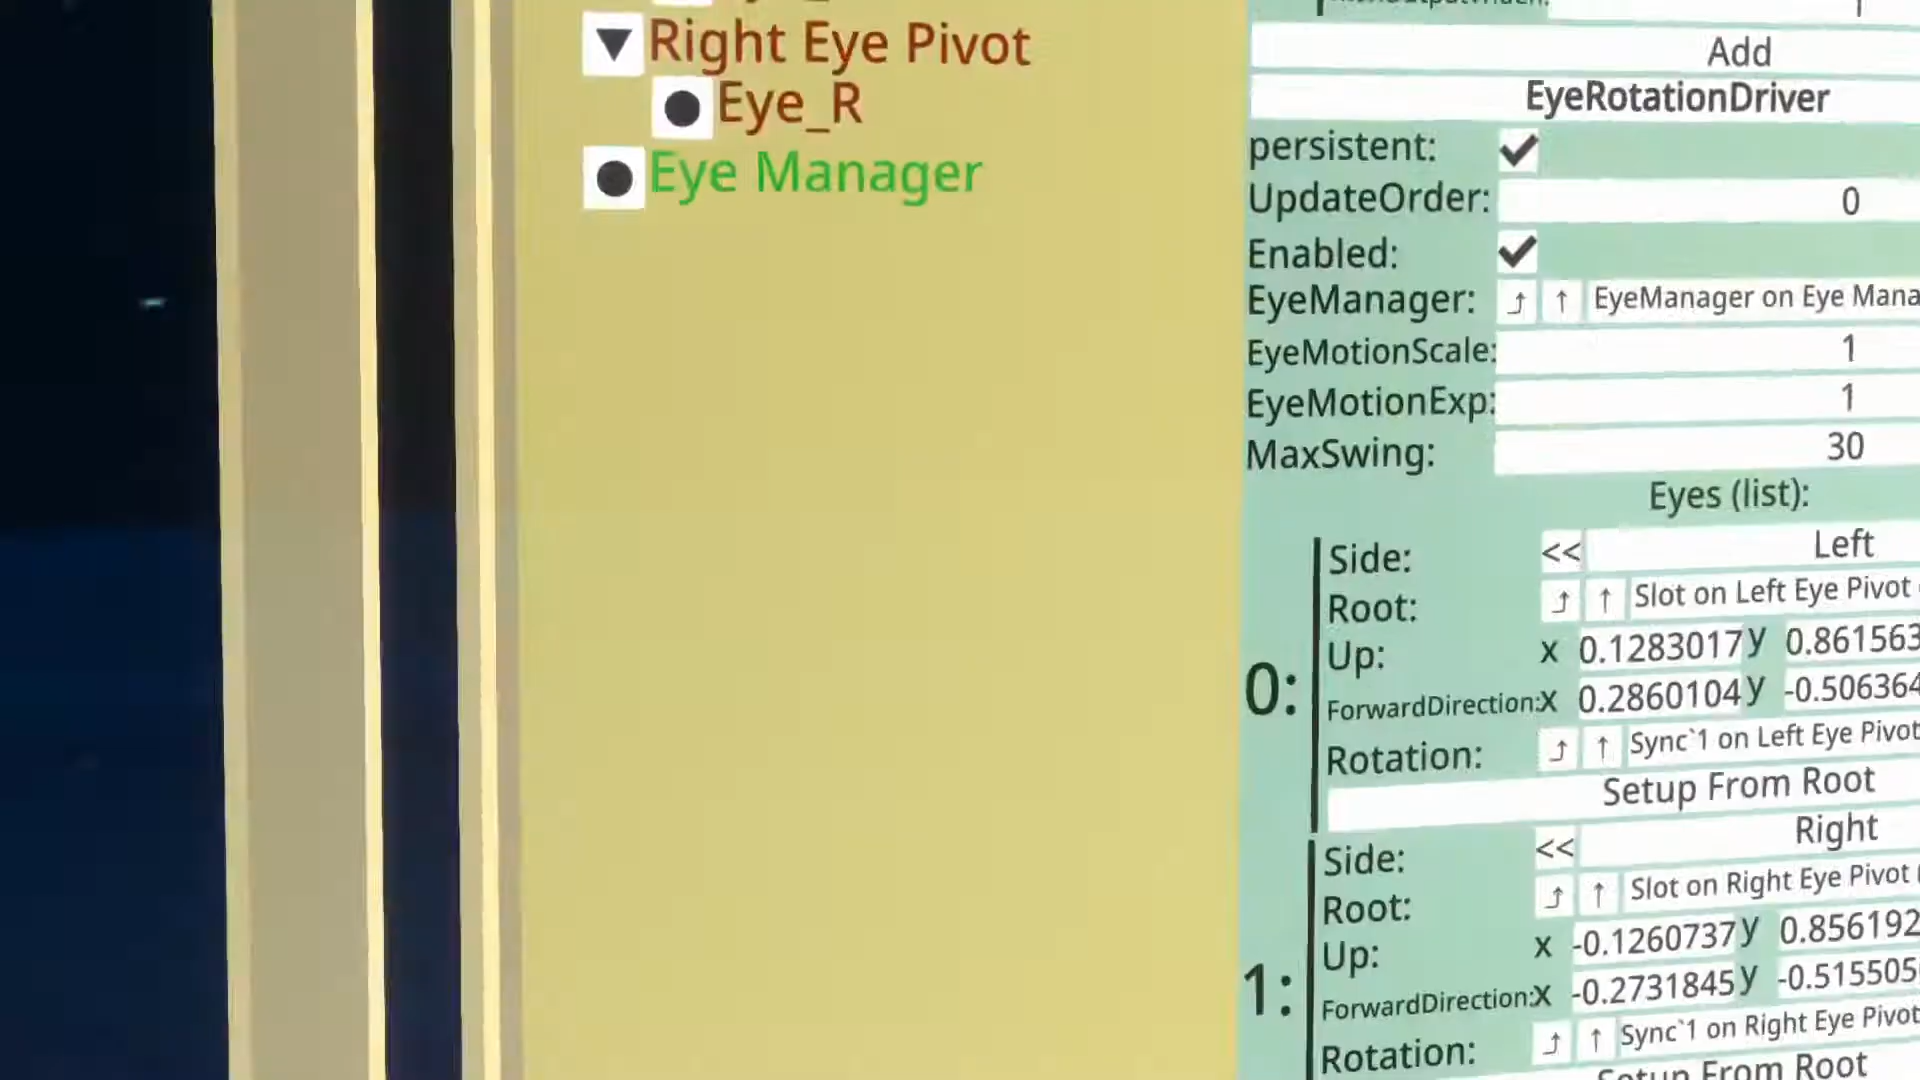 Right Eye Pivot
Eye_R
Eye Manager
1
Add
EyeRotationDriver
persistent:
UpdateOrder: 0
Enabled:
EyeManager: ⤴ ↑ EyeManager on Eye Mana
EyeMotionScale: 1
EyeMotionExp: 1
MaxSwing: 30
Eyes (list):
0:
Side: << Left
Root: ⤴ ↑ Slot on Left Eye Pivot
Up: x 0.1283017 y 0.861563
ForwardDirection: x 0.2860104 y -0.506364
Rotation: ⤴ ↑ Sync`1 on Left Eye Pivot
Setup From Root
1:
Side: << Right
Root: ⤴ ↑ Slot on Right Eye Pivot (
Up: x -0.1260737 y 0.856192
ForwardDirection: x -0.2731845 y -0.515505
Rotation: ⤴ ↑ Sync`1 on Right Eye Pivot
Setup From Root